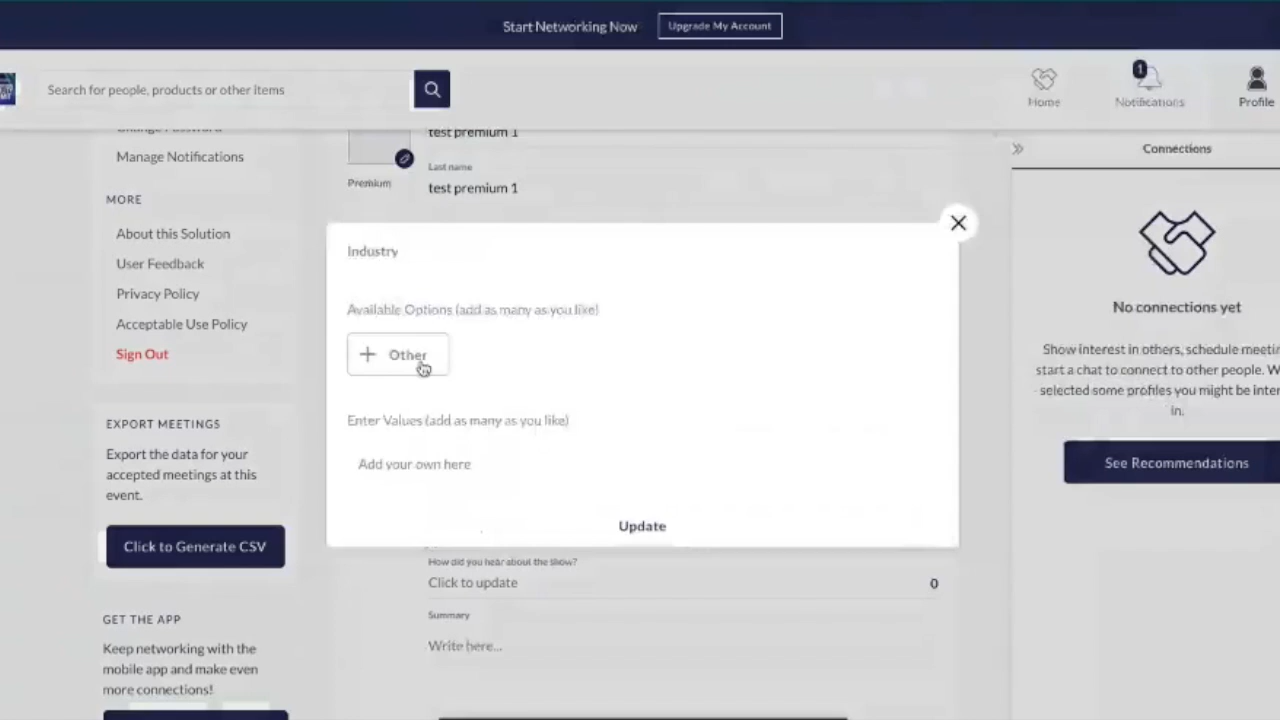 Start Networking Now
Upgrade My Account
Search for people, products or other items
1
Home
Notifications
Profile
Change Password
Manage Notifications
MORE
About this Solution
User Feedback
Privacy Policy
Acceptable Use Policy
Sign Out
EXPORT MEETINGS
Export the data for your
accepted meetings at this
event.
Click to Generate CSV
GET THE APP
Keep networking with the
mobile app and make even
more connections!
test premium 1
Last name
test premium 1
Premium
Industry
Available Options (add as many as you like)
Other
Enter Values (add as many as you like)
Add your own here
Update
How did you hear about the show?
Click to update
0
Summary
Write here...
Connections
No connections yet
Show interest in others, schedule
start a chat to connect to other people.
selected some profiles you might be
in.
See Recommendations